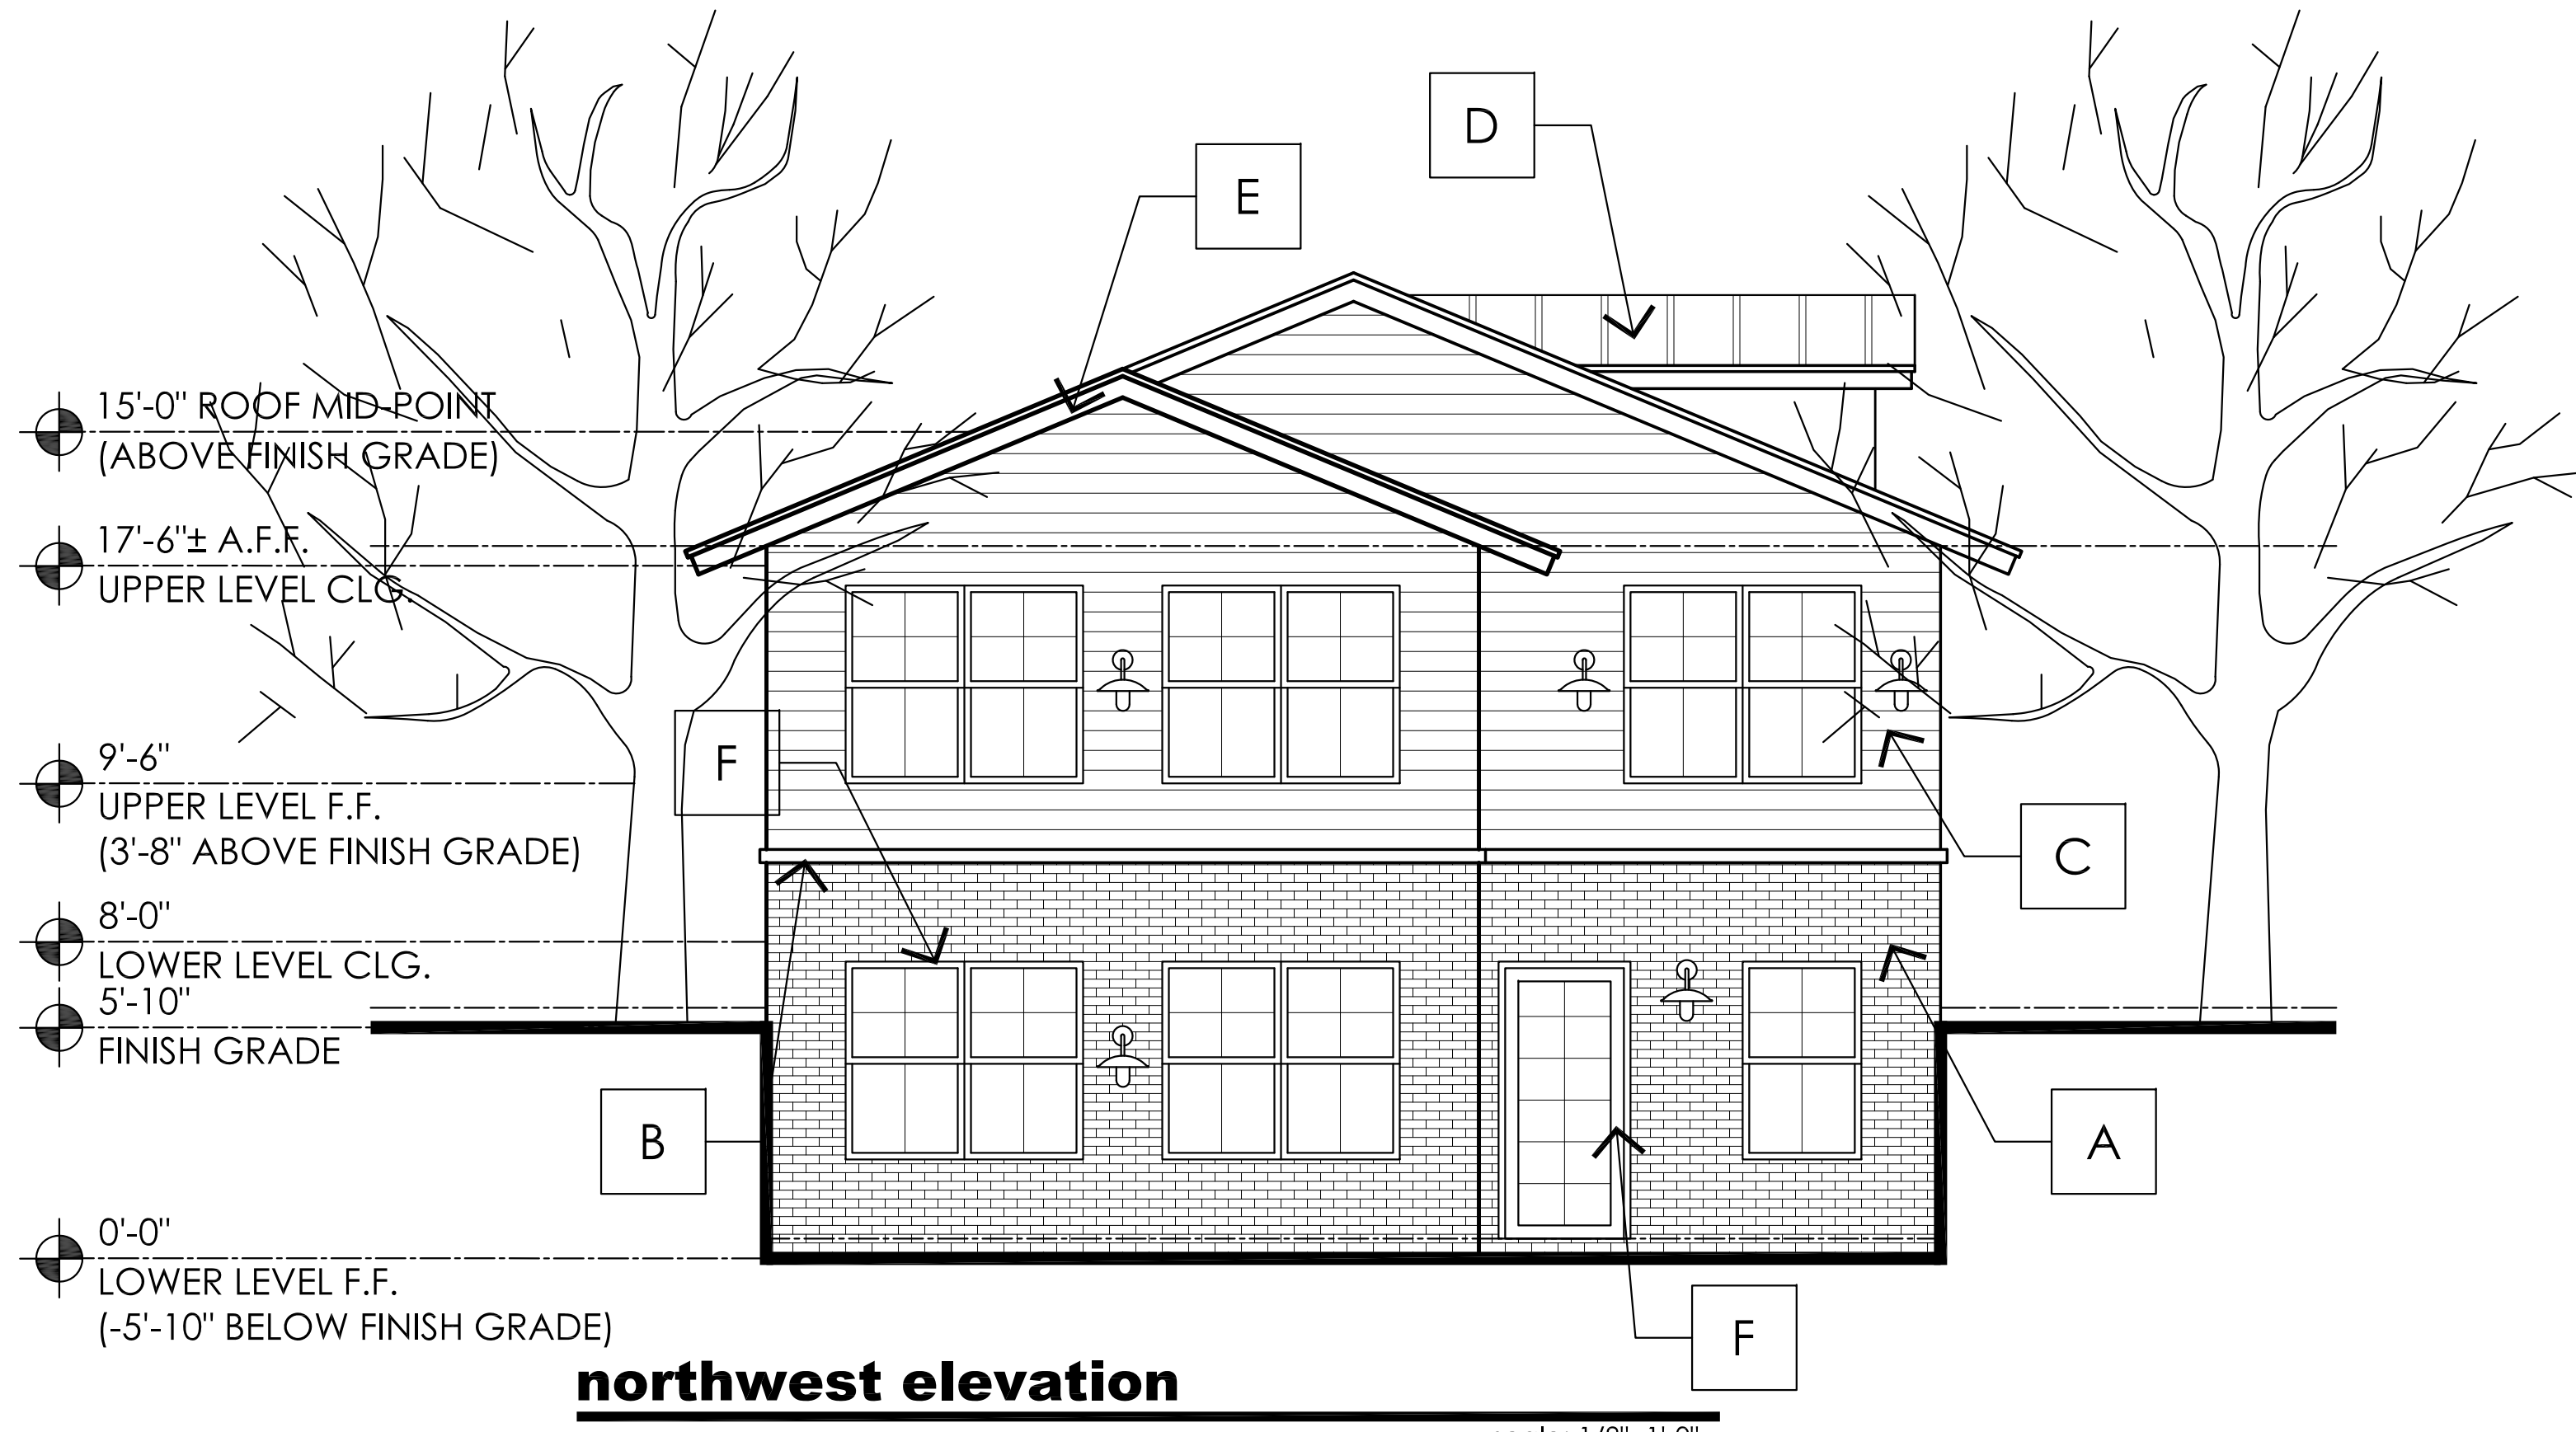 D
E
15'-0" ROOF MID-POINT
(ABOVE FINISH GRADE)
17'-6"± A.F.F.
UPPER LEVEL CLG.
F
9'-6"
UPPER LEVEL F.F.
(3'-8" ABOVE FINISH GRADE)
C
8'-0"
LOWER LEVEL CLG.
5'-10"
FINISH GRADE
B
A
0'-0"
LOWER LEVEL F.F.
(-5'-10" BELOW FINISH GRADE)
F
northwest elevation